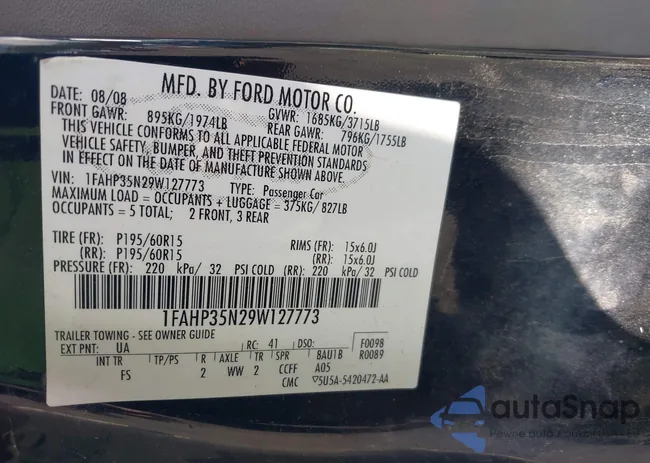 MFD. BY FORD MOTOR CO.
DATE: 08/08 GVWR: 1685KG/3715LB
FRONT GAWR: 895KG/1974LB REAR GAWR: 796KG/1755LB
THIS VEHICLE CONFORMS TO ALL APPLICABLE FEDERAL MOTOR
VEHICLE SAFETY, BUMPER, AND THEFT PREVENTION STANDARDS
IN EFFECT ON THE DATE OF MANUFACTURE SHOWN ABOVE.
VIN: 1FAHP35N29W127773 TYPE: Passenger Car
MAXIMUM LOAD = OCCUPANTS + LUGGAGE = 375KG/827LB
OCCUPANTS = 5 TOTAL; 2 FRONT, 3 REAR
TIRE (FR): P195/60R15 RIMS (FR): 15x6.0J
(RR): P195/60R15 (RR): 15x6.0J
PRESSURE (FR): 220 kPa/ 32 PSI COLD (RR): 220 kPa/ 32 PSI COLD
1FAHP35N29W127773
TRAILER TOWING - SEE OWNER GUIDE
EXT PNT: UA RC: 41 DSO: F0098
R0089
INT TR TP/PS R AXLE TR SPR BAU1B
FS 2 WW 2 CCFF A05
CMC ▽5U5A-5420472-AA
autoSnap